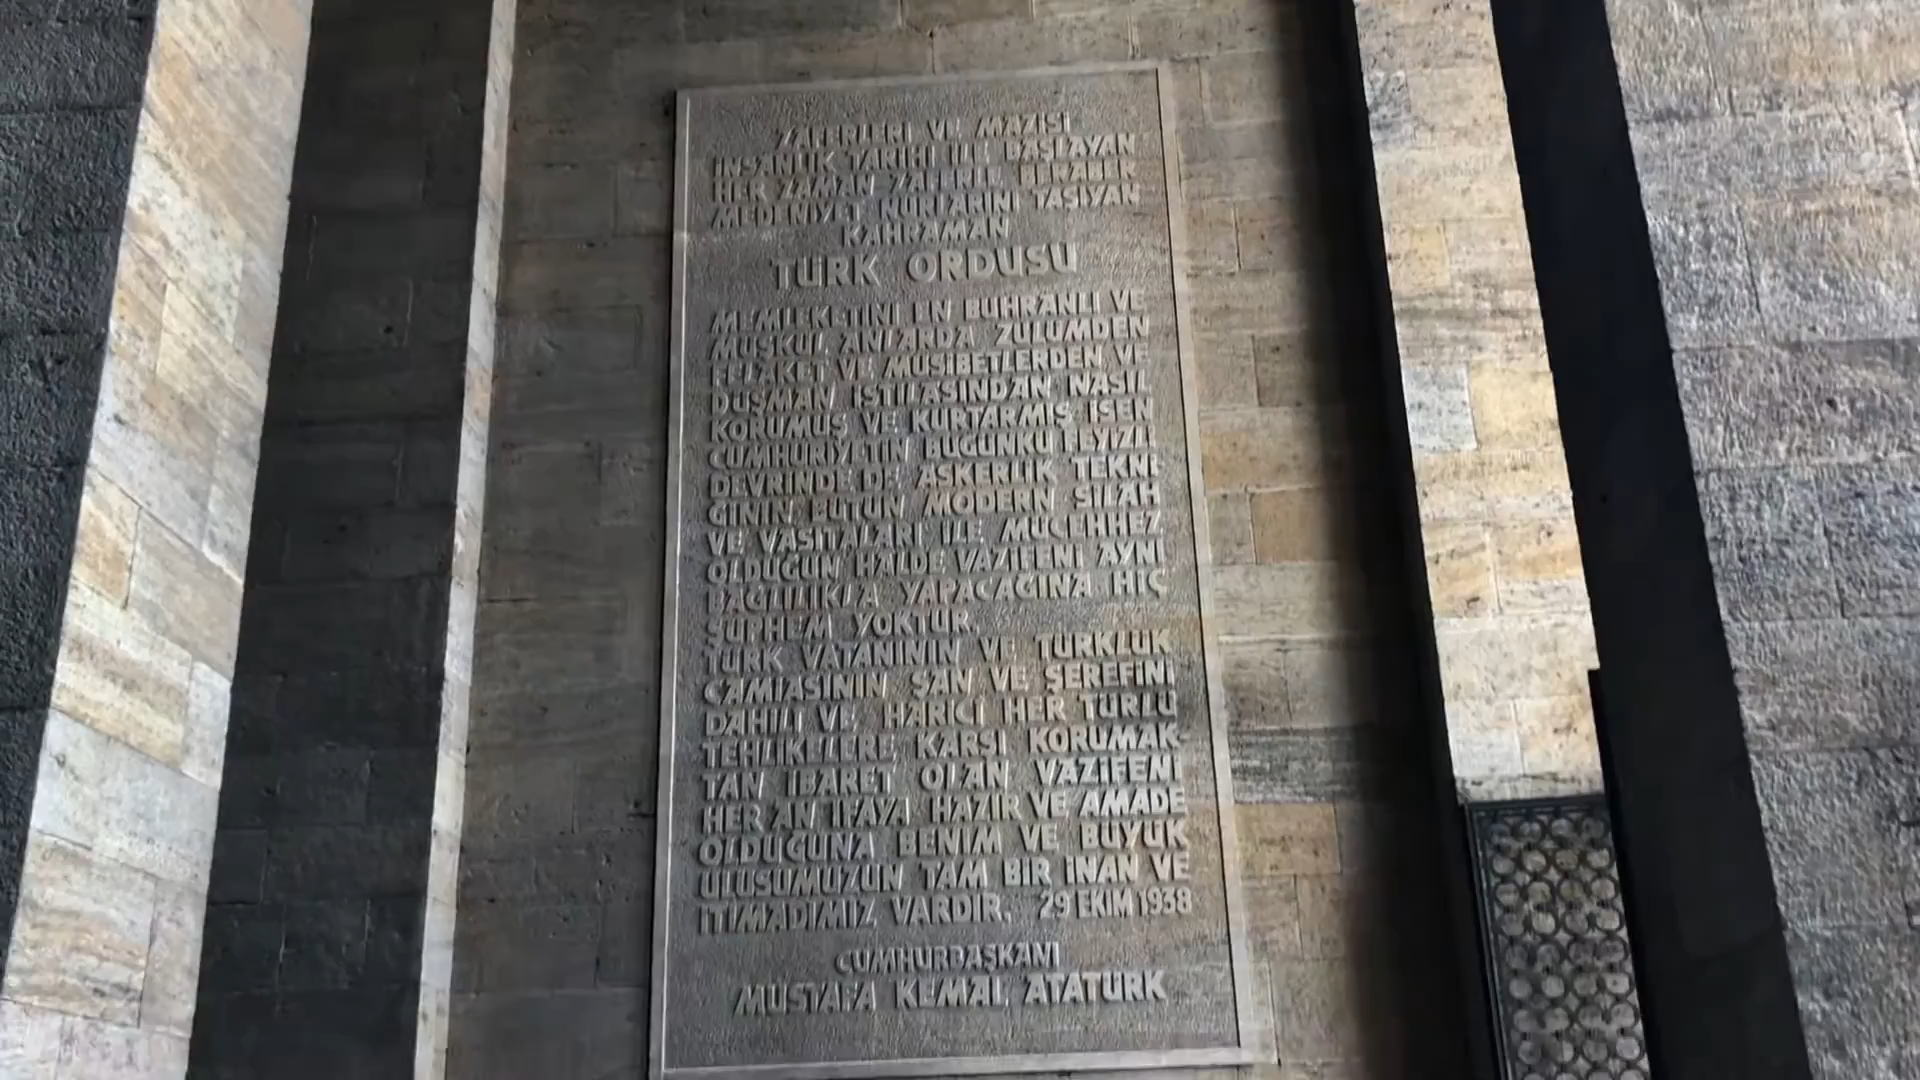 ZAFERLERİ VE MAZİSİ
İNSANLIK TARİHİ İLE BAŞLAYAN
HER ZAMAN ZAFERLE BERABER
MEDENİYET NURLARINI TAŞIYAN
KAHRAMAN
TÜRK ORDUSU
MEMLEKETİNİ EN BUHRANLI VE
MÜŞKÜL ANLARDA ZULÜMDEN
FELAKET VE MUSİBETLERDEN VE
DÜŞMAN İSTİLASINDAN NASIL
KORUMUŞ VE KURTARMIŞ İSEN
CUMHURİYETİN BUGÜNKÜ FEYİZLİ
DEVRİNDE DE ASKERLİK TEKNİ
ĞİNİN BÜTÜN MODERN SİLAH
VE VASITALARI İLE MÜCEHHEZ
OLDUĞUN HALDE VAZİFENİ AYNI
BAĞLILIKLA YAPACAĞINA HİÇ
ŞÜPHEM YOKTUR.
TÜRK VATANININ VE TÜRKLÜK
CAMİASININ ŞAN VE ŞEREFİNİ
DAHİLİ VE HARİCİ HER TÜRLÜ
TEHLİKELERE KARŞI KORUMAK-
TAN İBARET OLAN VAZİFENİ
HER AN İFAYA HAZIR VE AMADE
OLDUĞUNA BENİM VE BÜYÜK
ULUSUMUZUN TAM BİR İNAN VE
İTİMADIMIZ VARDIR. 29 EKİM 1938
CUMHURBAŞKANI
MUSTAFA KEMAL ATATÜRK